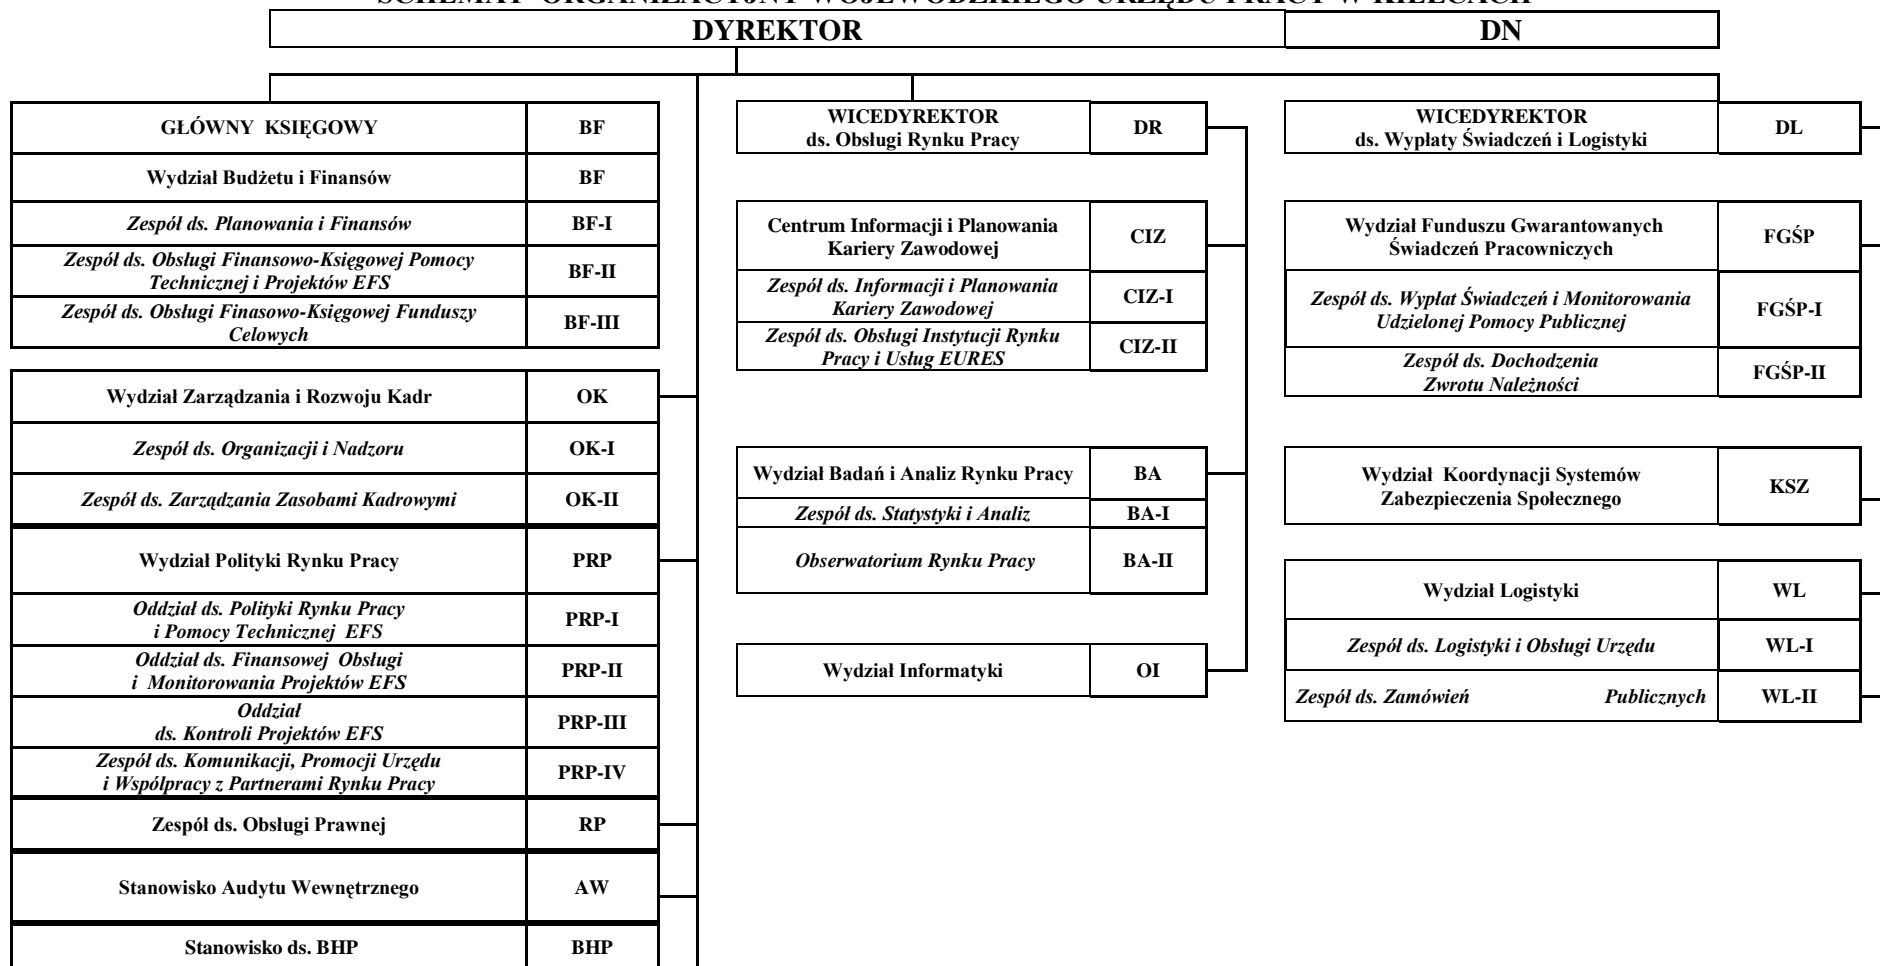 SCHEMAT ORGANIZACYJNY WOJEWÓDZKIEGO URZĘDU PRACY W KIELCACH
DYREKTOR DN
GŁÓWNY KSIĘGOWY BF
Wydział Budżetu i Finansów BF
Zespół ds. Planowania i Finansów BF-I
Zespół ds. Obsługi Finansowo-Księgowej Pomocy
Technicznej i Projektów EFS BF-II
Zespół ds. Obsługi Finasowo-Księgowej Funduszy
Celowych BF-III
Wydział Zarządzania i Rozwoju Kadr OK
Zespół ds. Organizacji i Nadzoru OK-I
Zespół ds. Zarządzania Zasobami Kadrowymi OK-II
Wydział Polityki Rynku Pracy PRP
Oddział ds. Polityki Rynku Pracy
i Pomocy Technicznej EFS PRP-I
Oddział ds. Finansowej Obsługi
i Monitorowania Projektów EFS PRP-II
Oddział
ds. Kontroli Projektów EFS PRP-III
Zespół ds. Komunikacji, Promocji Urzędu
i Współpracy z Partnerami Rynku Pracy PRP-IV
Zespół ds. Obsługi Prawnej RP
Stanowisko Audytu Wewnętrznego AW
Stanowisko ds. BHP BHP
WICEDYREKTOR
ds. Obsługi Rynku Pracy DR
Centrum Informacji i Planowania
Kariery Zawodowej CIZ
Zespół ds. Informacji i Planowania
Kariery Zawodowej CIZ-I
Zespół ds. Obsługi Instytucji Rynku
Pracy i Usług EURES CIZ-II
Wydział Badań i Analiz Rynku Pracy BA
Zespół ds. Statystyki i Analiz BA-I
Obserwatorium Rynku Pracy BA-II
Wydział Informatyki OI
WICEDYREKTOR
ds. Wypłaty Świadczeń i Logistyki DL
Wydział Funduszu Gwarantowanych
Świadczeń Pracowniczych FGŚP
Zespół ds. Wypłat Świadczeń i Monitorowania
Udzielonej Pomocy Publicznej FGŚP-I
Zespół ds. Dochodzenia
Zwrotu Należności FGŚP-II
Wydział Koordynacji Systemów
Zabezpieczenia Społecznego KSZ
Wydział Logistyki WL
Zespół ds. Logistyki i Obsługi Urzędu WL-I
Zespół ds. Zamówień Publicznych WL-II